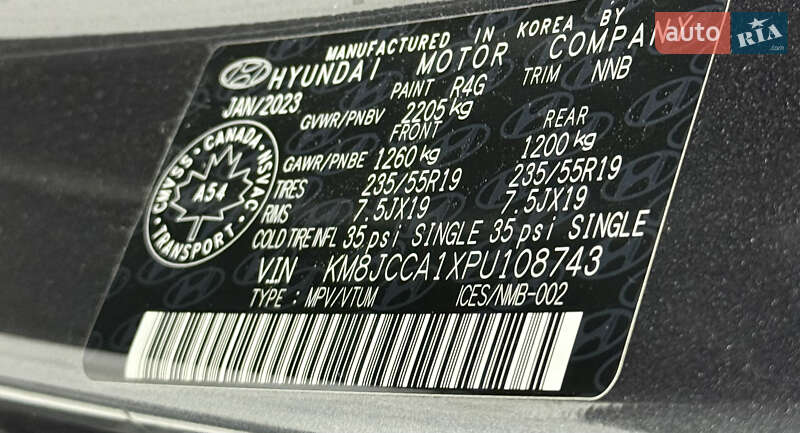 MANUFACTURED IN KOREA BY
HYUNDAI MOTOR COMPANY
JAN/2023 PAINT R4G TRIM NNB
GVWR/PNBV 2205 kg
FRONT REAR
GAWR/PNBE 1260 kg 1200 kg
TIRES 235/55R19 235/55R19
RIMS 7.5JX19 7.5JX19
COLD TIRE INFL 35 psi SINGLE 35 psi SINGLE
VIN KM8JCCA1XPU108743
TYPE : MPV/VTUM ICES/NMB-002
CMVSS · CANADA · NSVAC
A54
TRANSPORT
auto RIA
.com